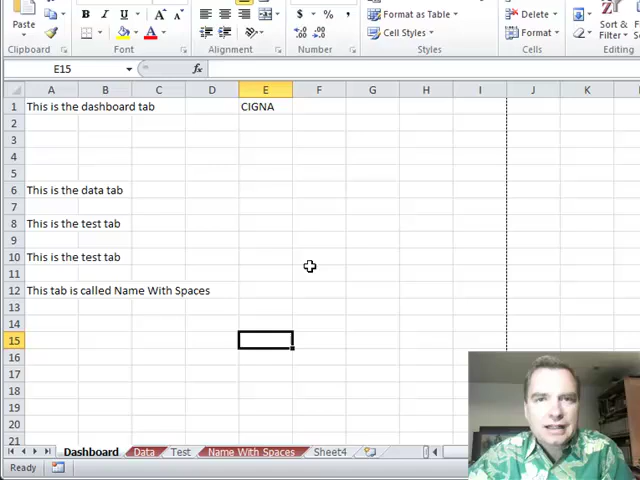 Paste
B I U
A
$ % ,
.0 .00
Format as Table
Cell Styles
Delete
Format
Sort &
Filter
Clipboard
Font
Alignment
Number
Styles
Cells
Editing
E15
fx
A B C D E F G H I J K
1 This is the dashboard tab CIGNA
2
3
4
5
6 This is the data tab
7
8 This is the test tab
9
10 This is the test tab
11
12 This tab is called Name With Spaces
13
14
15
16
17
18
19
20
21
Dashboard Data Test Name With Spaces Sheet4
Ready